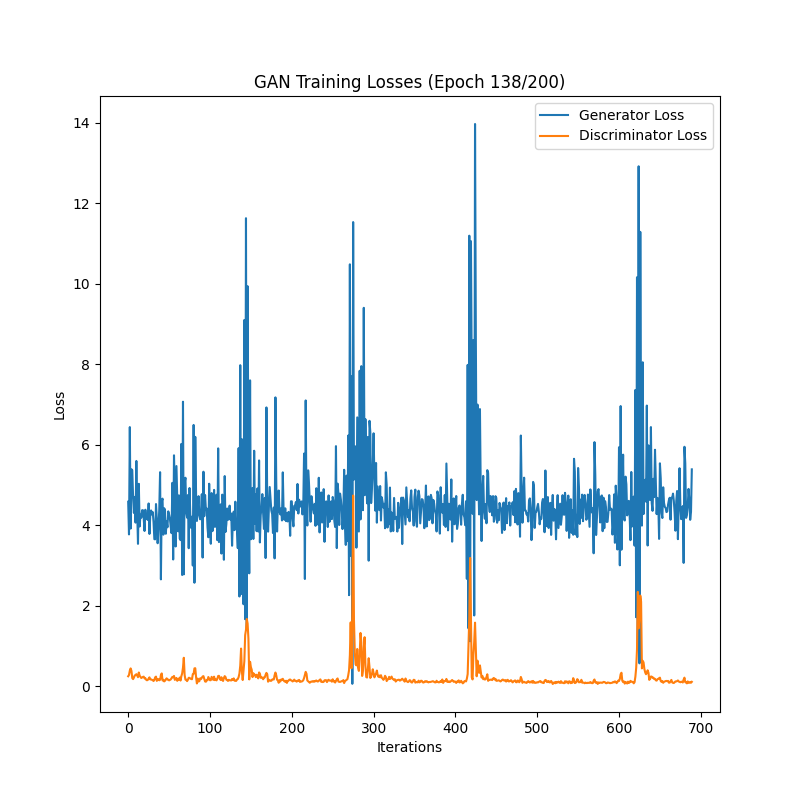 GAN Training Losses (Epoch 138/200)
Generator Loss
Discriminator Loss
Loss
14
12
10
8
6
4
2
0
0 100 200 300 400 500 600 700
Iterations